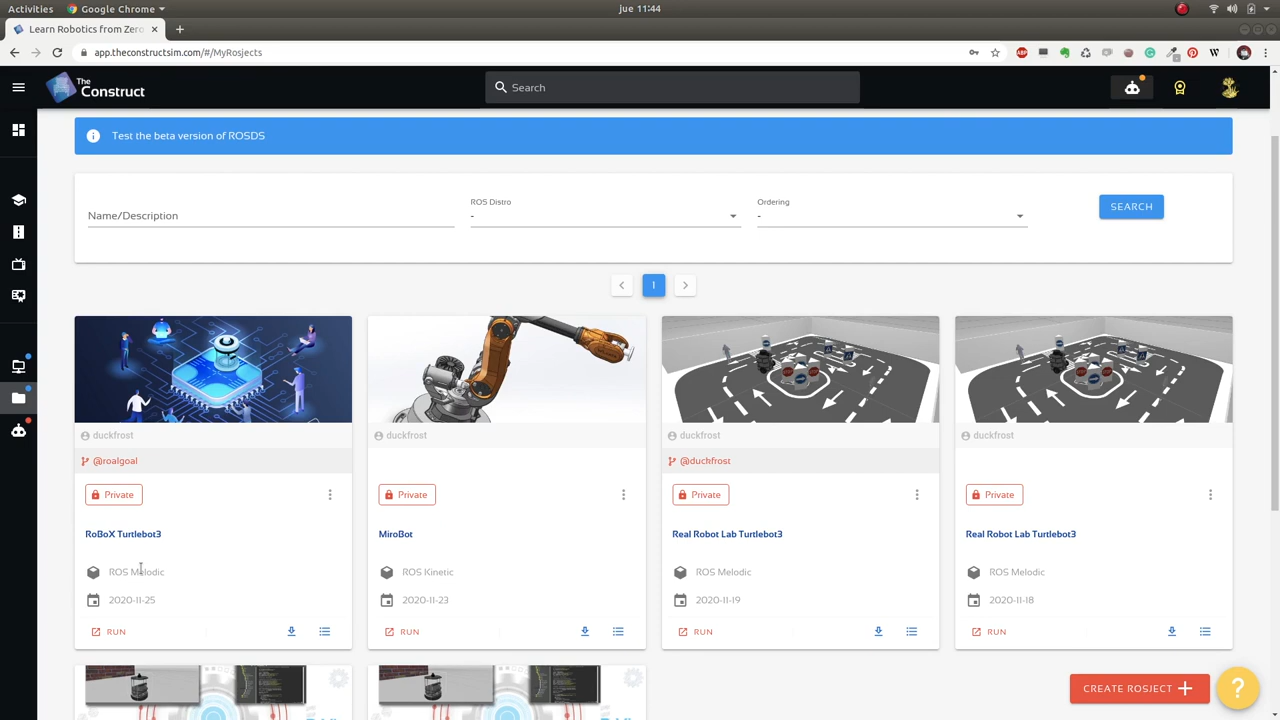 Activities Google Chrome jue 11:44
Learn Robotics from Zero
app.theconstructsim.com/#/MyRosjects
The Construct
Search
Test the beta version of ROSDS
Name/Description
ROS Distro
-
Ordering
-
SEARCH
1
duckfrost duckfrost duckfrost duckfrost
@roalgoal @duckfrost
Private Private Private Private
RoBoX Turtlebot3 MiroBot Real Robot Lab Turtlebot3 Real Robot Lab Turtlebot3
ROS Melodic ROS Kinetic ROS Melodic ROS Melodic
2020-11-25 2020-11-23 2020-11-19 2020-11-18
RUN RUN RUN RUN
CREATE ROSJECT +
?